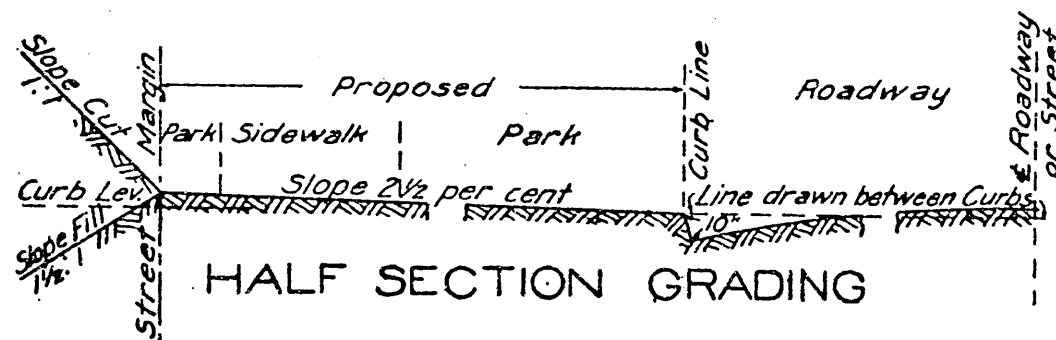 Slope Cut
1:1
Street Margin
Proposed
Park
Sidewalk
Park
Curb Line
Roadway
℄ Roadway
or Street
Curb Lev.
Slope 2½ per cent
Line drawn between Curbs
10"
Slope Fill
1½:1
HALF SECTION GRADING